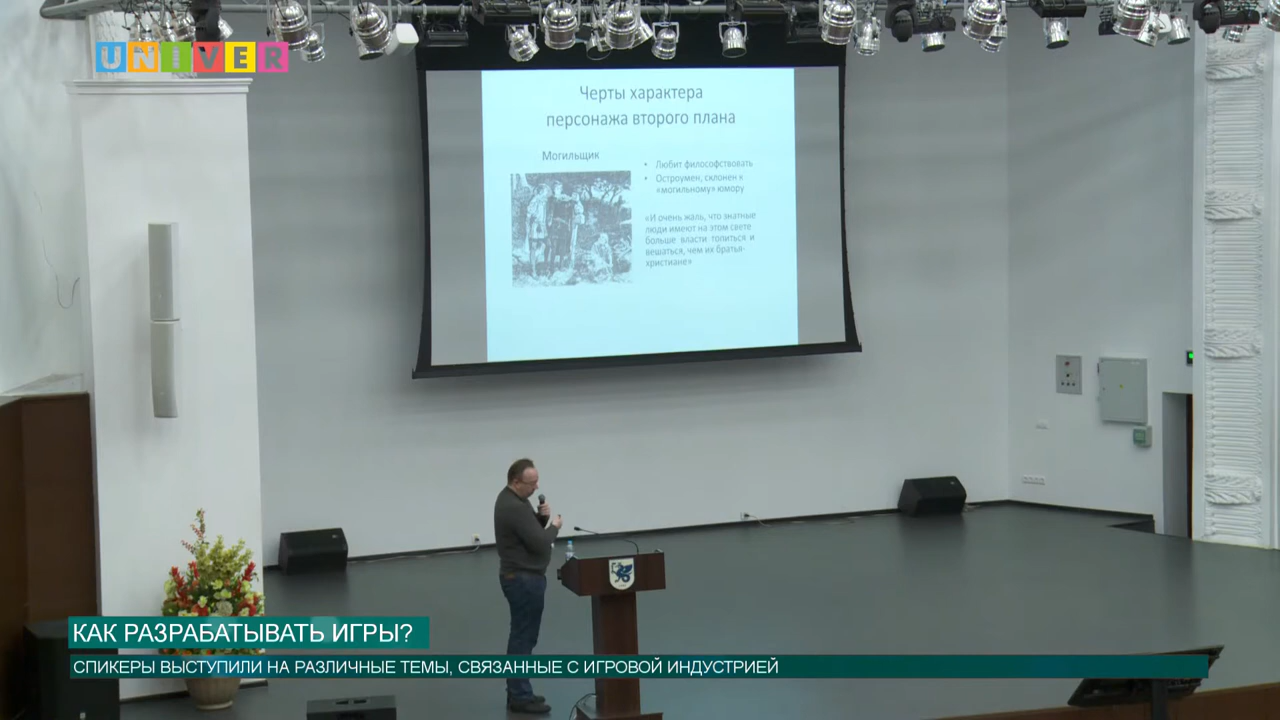 UNIVER
Черты характера
персонажа второго плана
Могильщик
• Любит философствовать
• Остроумен, склонен к
«могильному» юмору
«И очень жаль, что знатные
люди имеют на этом свете
больше власти топиться и
вешаться, чем их братья-
христиане»
КАК РАЗРАБАТЫВАТЬ ИГРЫ?
СПИКЕРЫ ВЫСТУПИЛИ НА РАЗЛИЧНЫЕ ТЕМЫ, СВЯЗАННЫЕ С ИГРОВОЙ ИНДУСТРИЕЙ